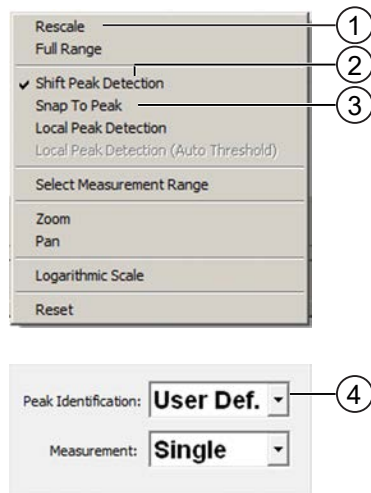 Rescale
Full Range
Shift Peak Detection
Snap To Peak
Local Peak Detection
Local Peak Detection (Auto Threshold)
Select Measurement Range
Zoom
Pan
Logarithmic Scale
Reset
1
2
3
Peak Identification: User Def.
4
Measurement: Single